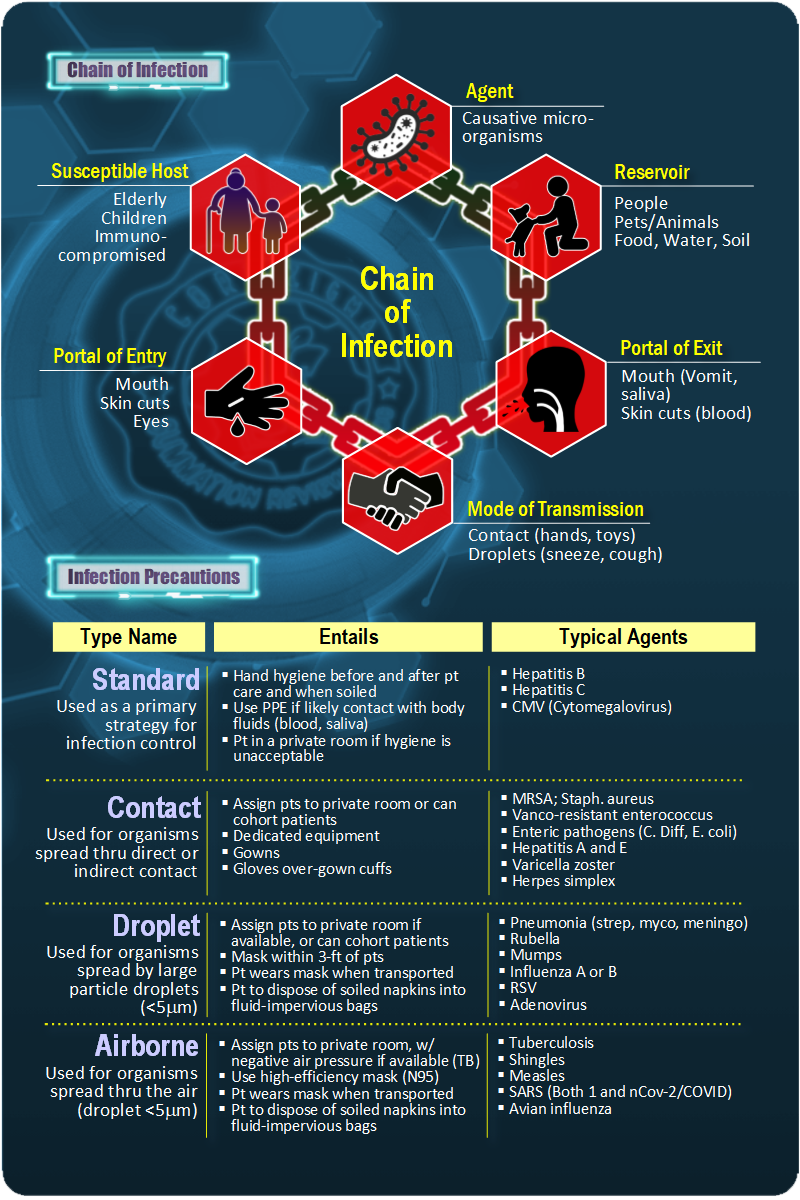 Chain of Infection
Agent
Causative micro-
organisms
Susceptible Host
Elderly
Children
Immuno-
compromised
Reservoir
People
Pets/Animals
Food, Water, Soil
Chain
of
Infection
Portal of Entry
Mouth
Skin cuts
Eyes
Portal of Exit
Mouth (Vomit,
saliva)
Skin cuts (blood)
Mode of Transmission
Contact (hands, toys)
Droplets (sneeze, cough)
Infection Precautions
Type Name
Entails
Typical Agents
Standard
Used as a primary
strategy for
infection control
▪ Hand hygiene before and after pt
care and when soiled
▪ Use PPE if likely contact with body
fluids (blood, saliva)
▪ Pt in a private room if hygiene is
unacceptable
▪ Hepatitis B
▪ Hepatitis C
▪ CMV (Cytomegalovirus)
Contact
Used for organisms
spread thru direct or
indirect contact
▪ Assign pts to private room or can
cohort patients
▪ Dedicated equipment
▪ Gowns
▪ Gloves over-gown cuffs
▪ MRSA; Staph. aureus
▪ Vanco-resistant enterococcus
▪ Enteric pathogens (C. Diff, E. coli)
▪ Hepatitis A and E
▪ Varicella zoster
▪ Herpes simplex
Droplet
Used for organisms
spread by large
particle droplets
(<5μm)
▪ Assign pts to private room if
available, or can cohort patients
▪ Mask within 3-ft of pts
▪ Pt wears mask when transported
▪ Pt to dispose of soiled napkins into
fluid-impervious bags
▪ Pneumonia (strep, myco, meningo)
▪ Rubella
▪ Mumps
▪ Influenza A or B
▪ RSV
▪ Adenovirus
Airborne
Used for organisms
spread thru the air
(droplet <5μm)
▪ Assign pts to private room, w/
negative air pressure if available (TB)
▪ Use high-efficiency mask (N95)
▪ Pt wears mask when transported
▪ Pt to dispose of soiled napkins into
fluid-impervious bags
▪ Tuberculosis
▪ Shingles
▪ Measles
▪ SARS (Both 1 and nCov-2/COVID)
▪ Avian influenza